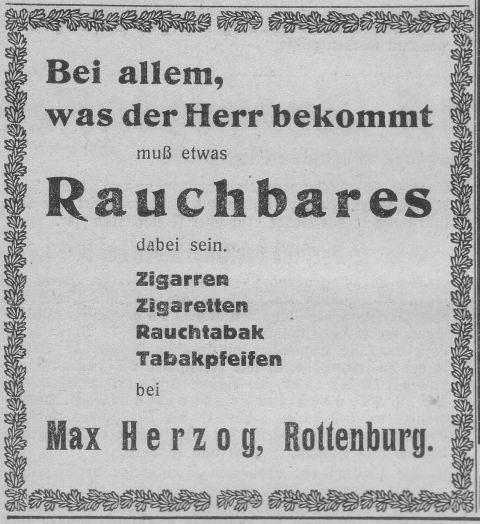 Bei allem,
was der Herr bekommt
muß etwas
Rauchbares
dabei sein.
Zigarren
Zigaretten
Rauchtabak
Tabakpfeifen
bei
Max Herzog, Rottenburg.